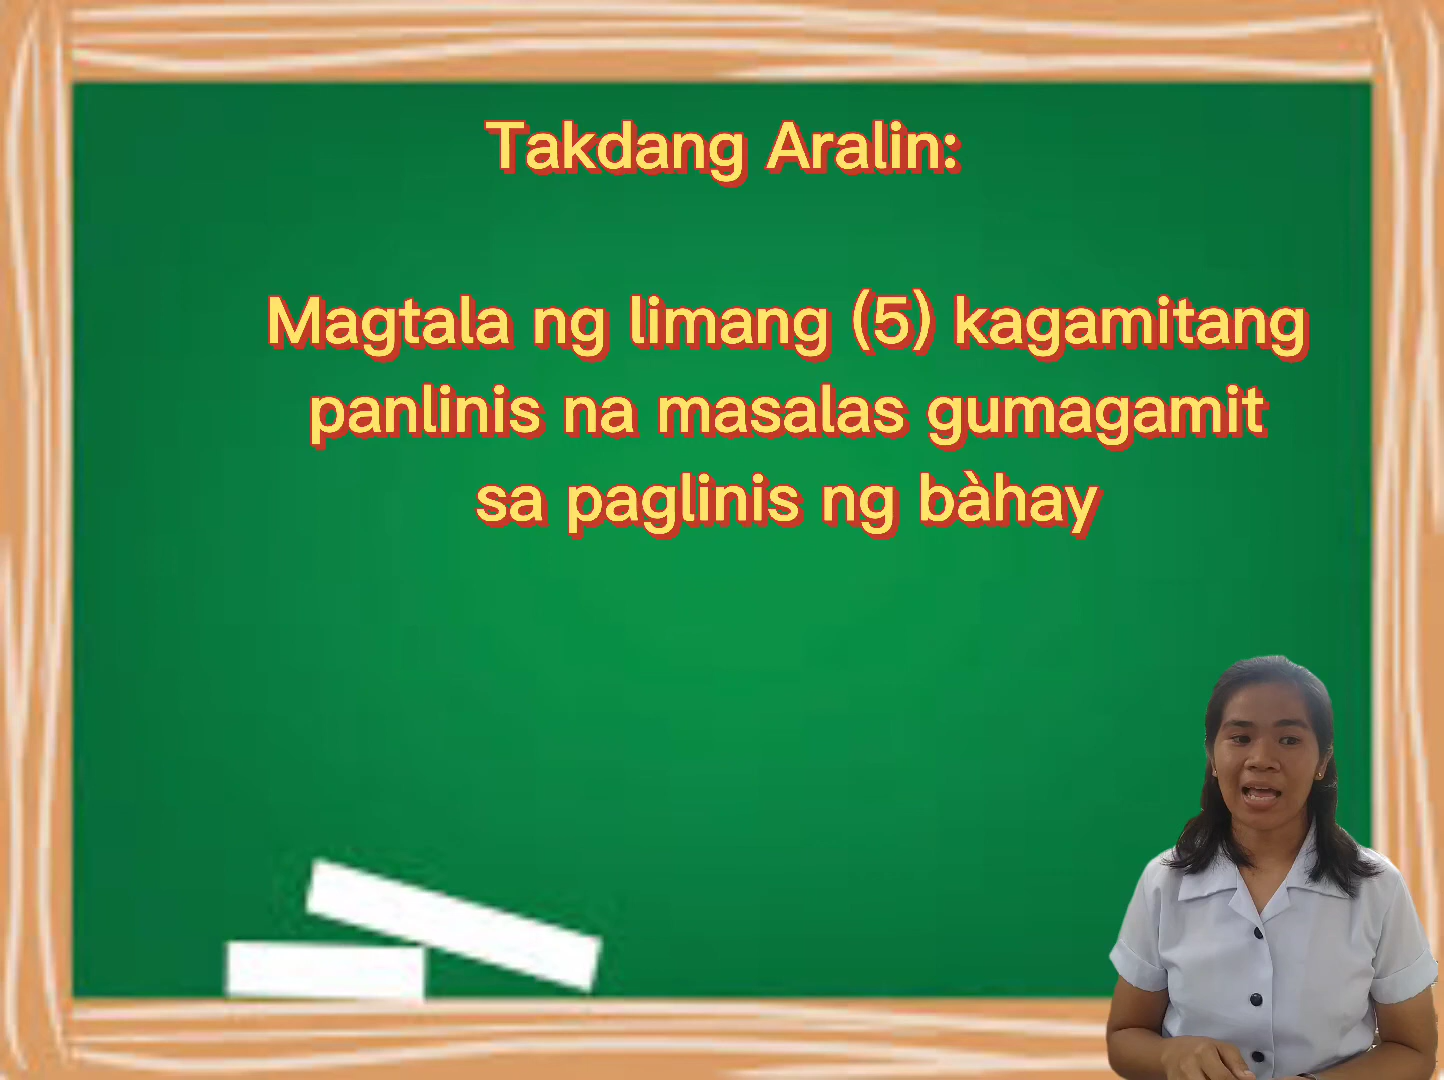 Takdang Aralin:
Magtala ng limang (5) kagamitang
panlinis na masalas gumagamit
sa paglinis ng bàhay